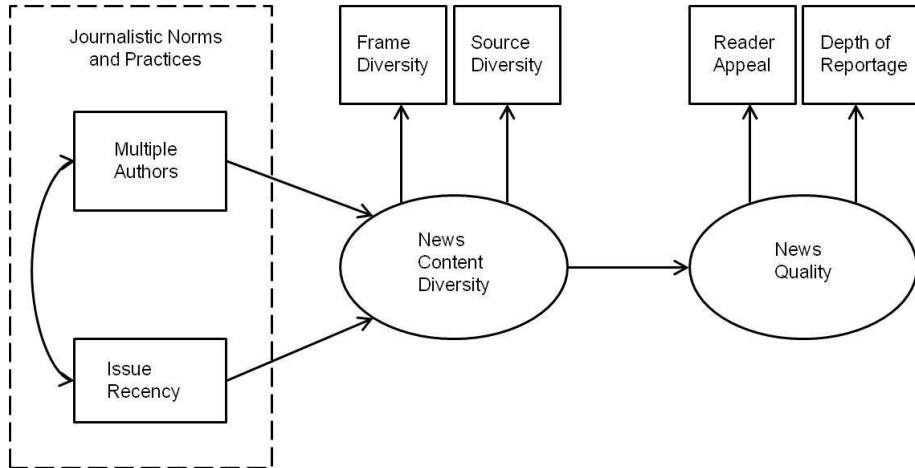 Journalistic Norms
and Practices
Multiple
Authors
Issue
Recency
Frame
Diversity
Source
Diversity
News
Content
Diversity
Reader
Appeal
Depth of
Reportage
News
Quality